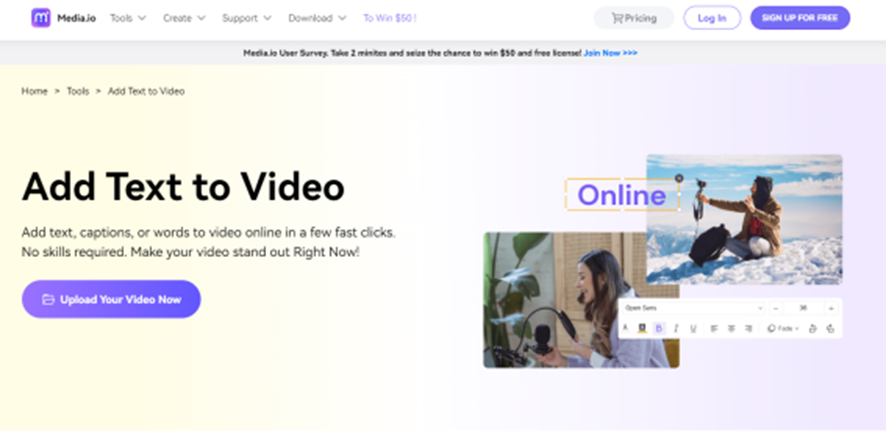 Media.io
Tools
Create
Support
Download
To Win $50 !
Pricing
Log In
SIGN UP FOR FREE
Media.io User Survey. Take 2 minites and seize the chance to win $50 and free license! Join Now >>>
Home > Tools > Add Text to Video
Add Text to Video
Add text, captions, or words to video online in a few fast clicks.
No skills required. Make your video stand out Right Now!
Upload Your Video Now
Online
Open Sans
36
A B I U Fade